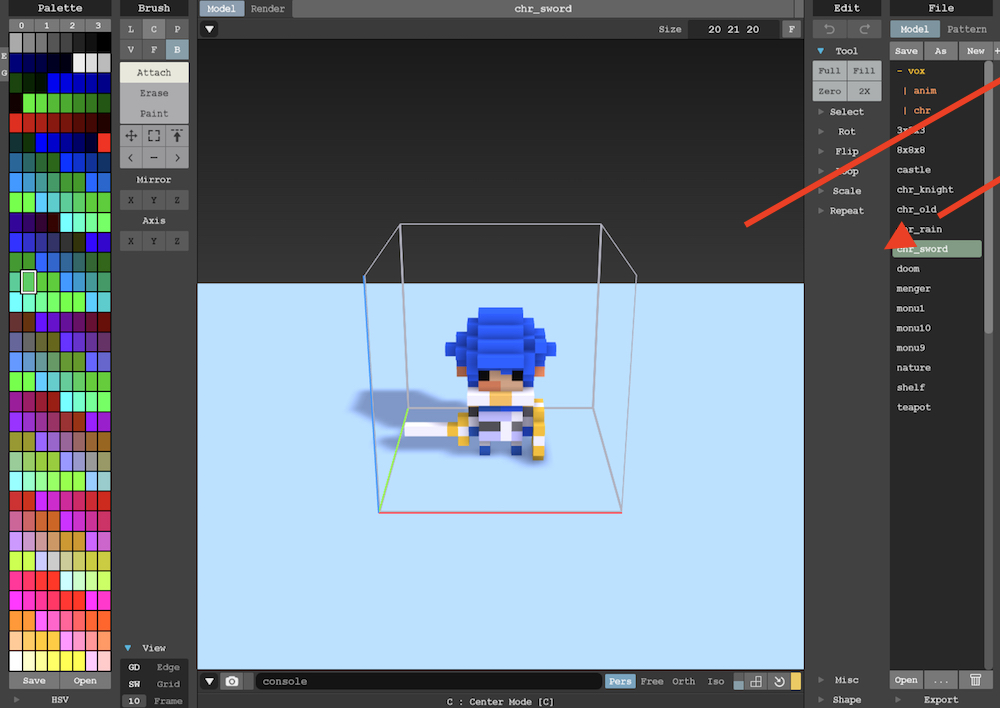 Palette
0 1 2 3
Save Open
HSV
E
G
Brush
L C P
V F B
Attach
Erase
Paint
Mirror
X Y Z
Axis
X Y Z
View
GD Edge
SW Grid
10 Frame
Model Render chr_sword
Size 20 21 20 F
console Pers Free Orth Iso
C : Center Mode [C]
Edit
Tool
Full Fill
Zero 2X
Select
Rot
Flip
Loop
Scale
Repeat
Misc
Shape
File
Model Pattern
Save As New +
- vox
| anim
| chr
3x3x3
8x8x8
castle
chr_knight
chr_old
chr_rain
chr_sword
doom
menger
monu1
monu10
monu9
nature
shelf
teapot
Open ...
Export